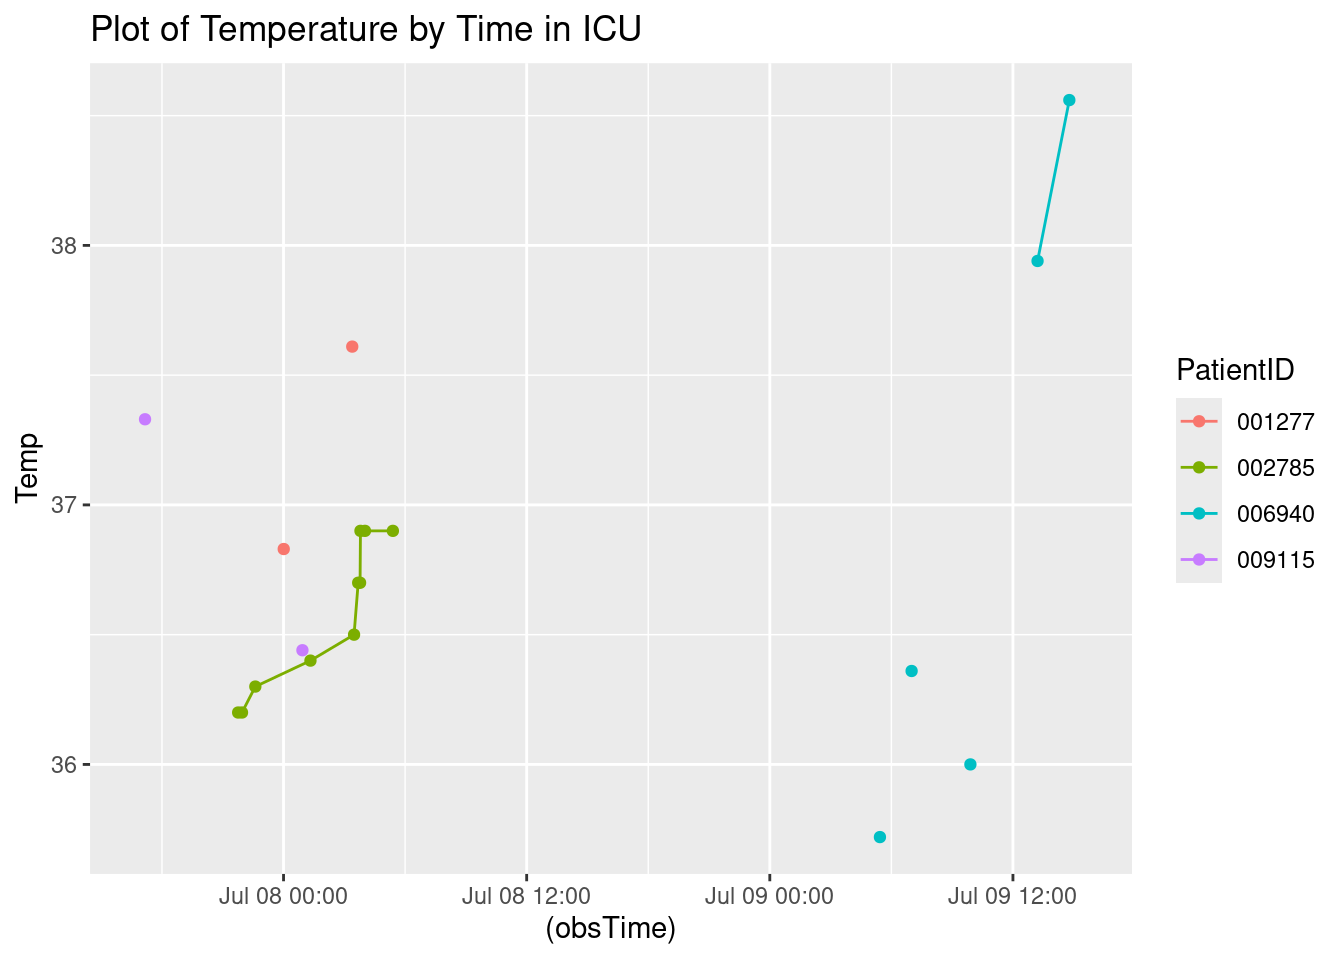 Plot of Temperature by Time in ICU
Temp
38
37
36
Jul 08 00:00
Jul 08 12:00
Jul 09 00:00
Jul 09 12:00
(obsTime)
PatientID
001277
002785
006940
009115